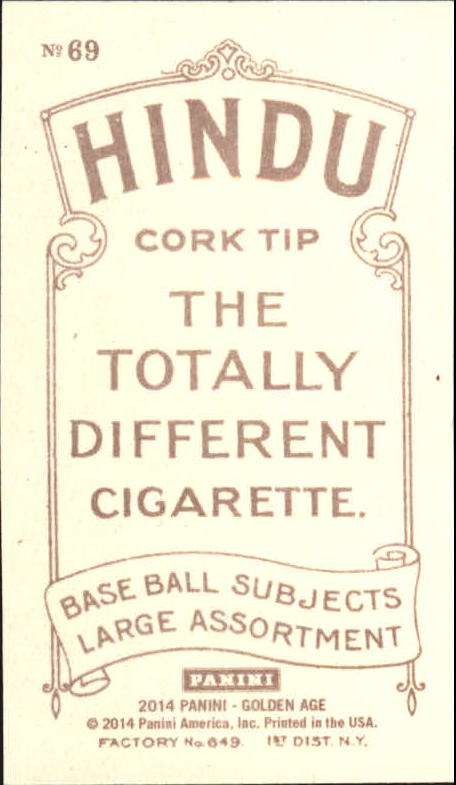 Nº 69
HINDU
CORK TIP
THE
TOTALLY
DIFFERENT
CIGARETTE.
BASE BALL SUBJECTS
LARGE ASSORTMENT
PANINI
2014 PANINI - GOLDEN AGE
© 2014 Panini America, Inc. Printed in the USA.
FACTORY No. 649. 1ST DIST. N.Y.